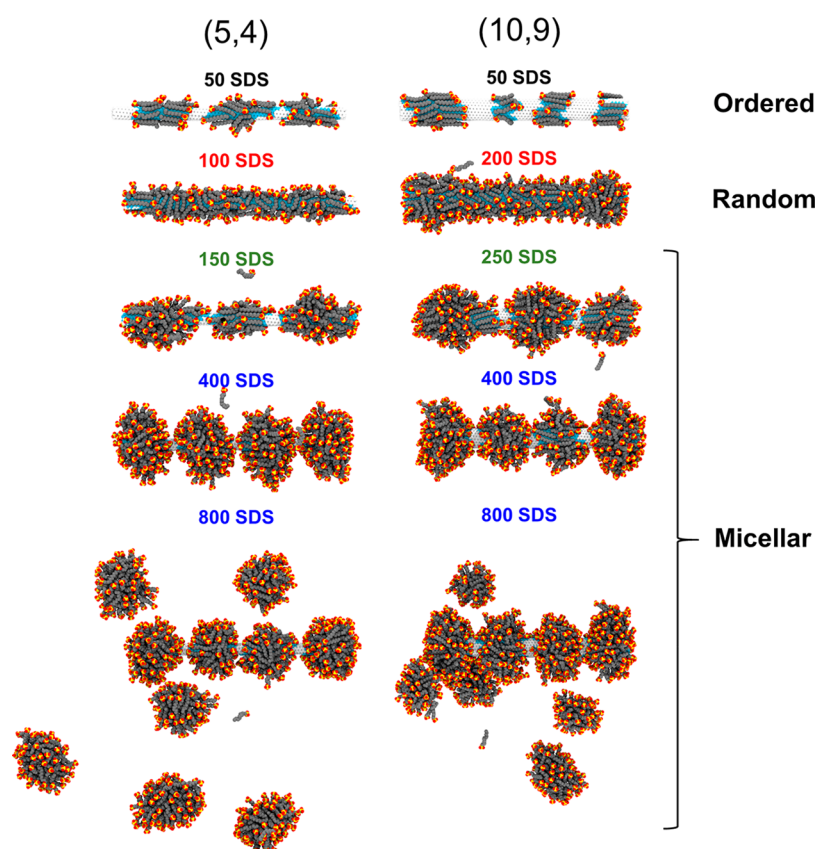 (5,4) (10,9)
50 SDS 50 SDS Ordered
100 SDS 200 SDS Random
150 SDS 250 SDS
400 SDS 400 SDS
800 SDS 800 SDS Micellar